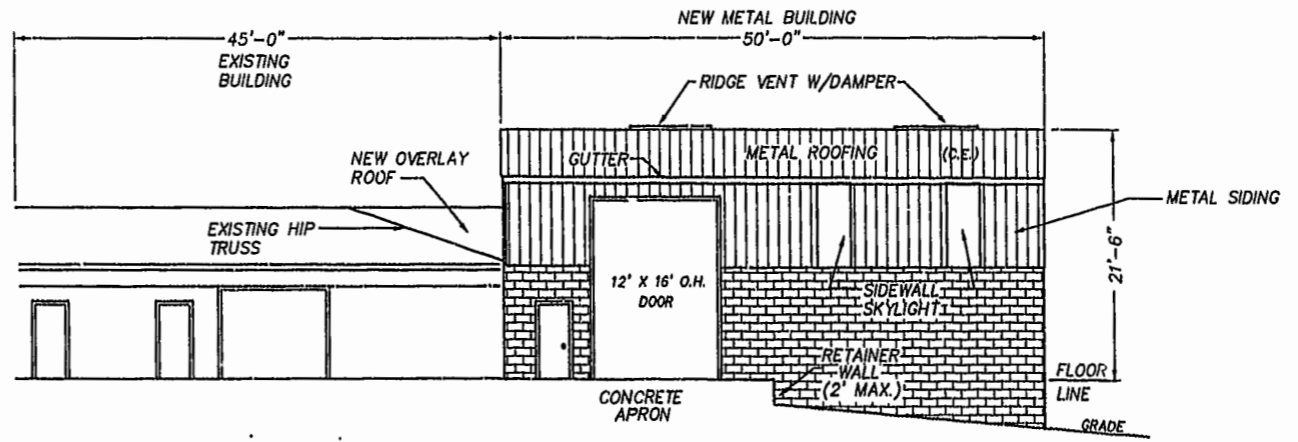 NEW METAL BUILDING
45'-0"
50'-0"
EXISTING
BUILDING
RIDGE VENT W/DAMPER
NEW OVERLAY
ROOF
GUTTER
METAL ROOFING
(C.E.)
METAL SIDING
EXISTING HIP
TRUSS
21'-6"
12' X 16' O.H.
DOOR
SIDEWALL
SKYLIGHT
RETAINER
WALL
(2' MAX.)
FLOOR
LINE
CONCRETE
APRON
GRADE